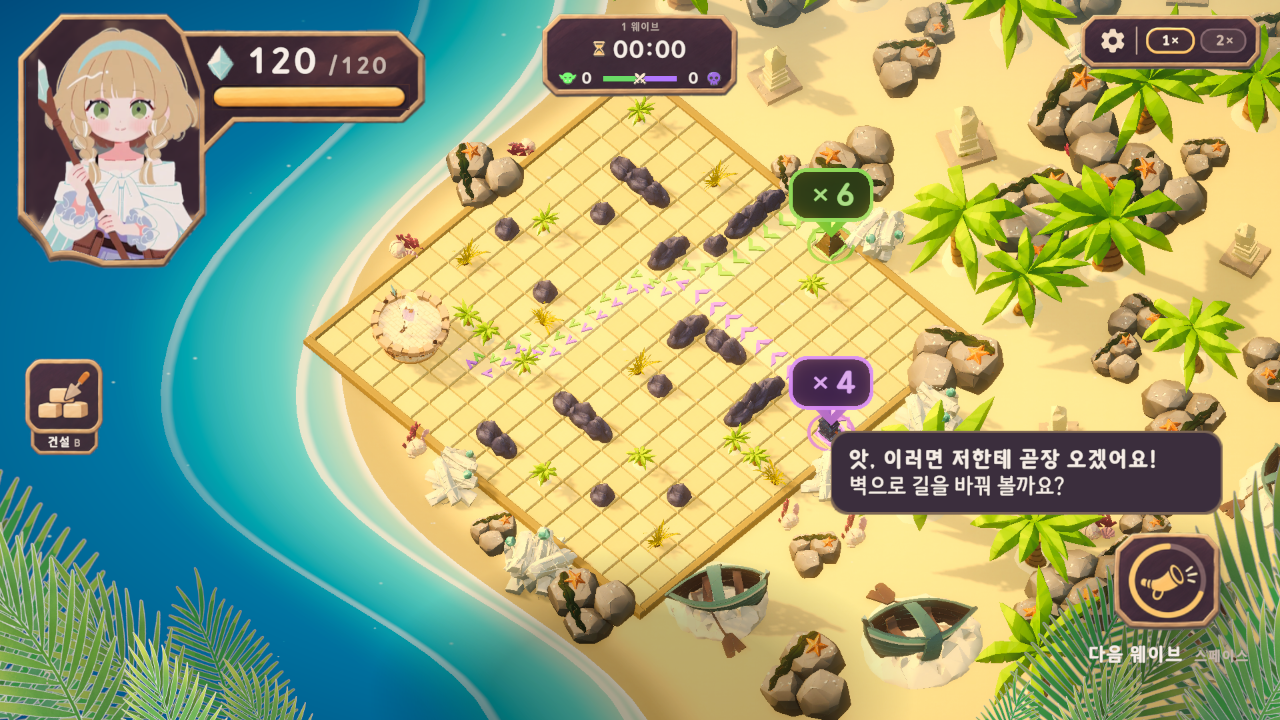 120 /120
1 웨이브
00:00
0 0
1× 2×
× 6
× 4
건설 B
앗, 이러면 저한테 곧장 오겠어요!
벽으로 길을 바꿔 볼까요?
다음 웨이브 스페이스